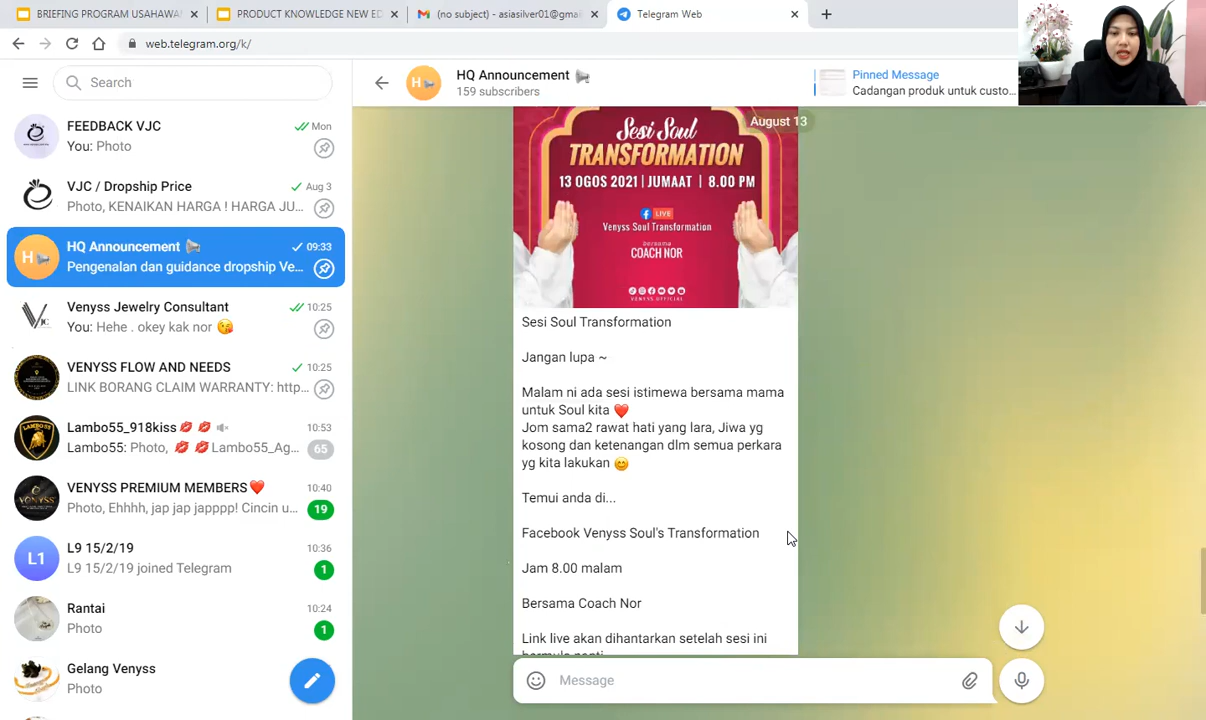 BRIEFING PROGRAM USAHAWA
PRODUCT KNOWLEDGE NEW ED
(no subject) - asiasilver01@gma
Telegram Web
web.telegram.org/k/
Search
FEEDBACK VJC
Mon
You: Photo
VJC / Dropship Price
Aug 3
Photo, KENAIKAN HARGA ! HARGA JU...
HQ Announcement
09:33
Pengenalan dan guidance dropship Ve...
Venyss Jewelry Consultant
10:25
You: Hehe . okey kak nor 😘
VENYSS FLOW AND NEEDS
10:25
LINK BORANG CLAIM WARRANTY: http...
Lambo55_918kiss💋 💋
10:53
Lambo55: Photo, 💋 💋Lambo55_Ag...
65
VENYSS PREMIUM MEMBERS❤️
10:40
Photo, Ehhhh, jap jap japppp! Cincin u...
19
L9 15/2/19
10:36
L9 15/2/19 joined Telegram
1
Rantai
10:24
Photo
1
Gelang Venyss
Photo
HQ Announcement
159 subscribers
Pinned Message
Cadangan produk untuk custo...
August 13
Sesi Soul
TRANSFORMATION
13 OGOS 2021 | JUMAAT | 8.00 PM
LIVE
Venyss Soul Transformation
bersama
COACH NOR
VENYSS.OFFICIAL
Sesi Soul Transformation
Jangan lupa ~
Malam ni ada sesi istimewa bersama mama
untuk Soul kita ❤️
Jom sama2 rawat hati yang lara, Jiwa yg
kosong dan ketenangan dlm semua perkara
yg kita lakukan 😊
Temui anda di...
Facebook Venyss Soul's Transformation
Jam 8.00 malam
Bersama Coach Nor
Link live akan dihantarkan setelah sesi ini
bermula nanti
Message